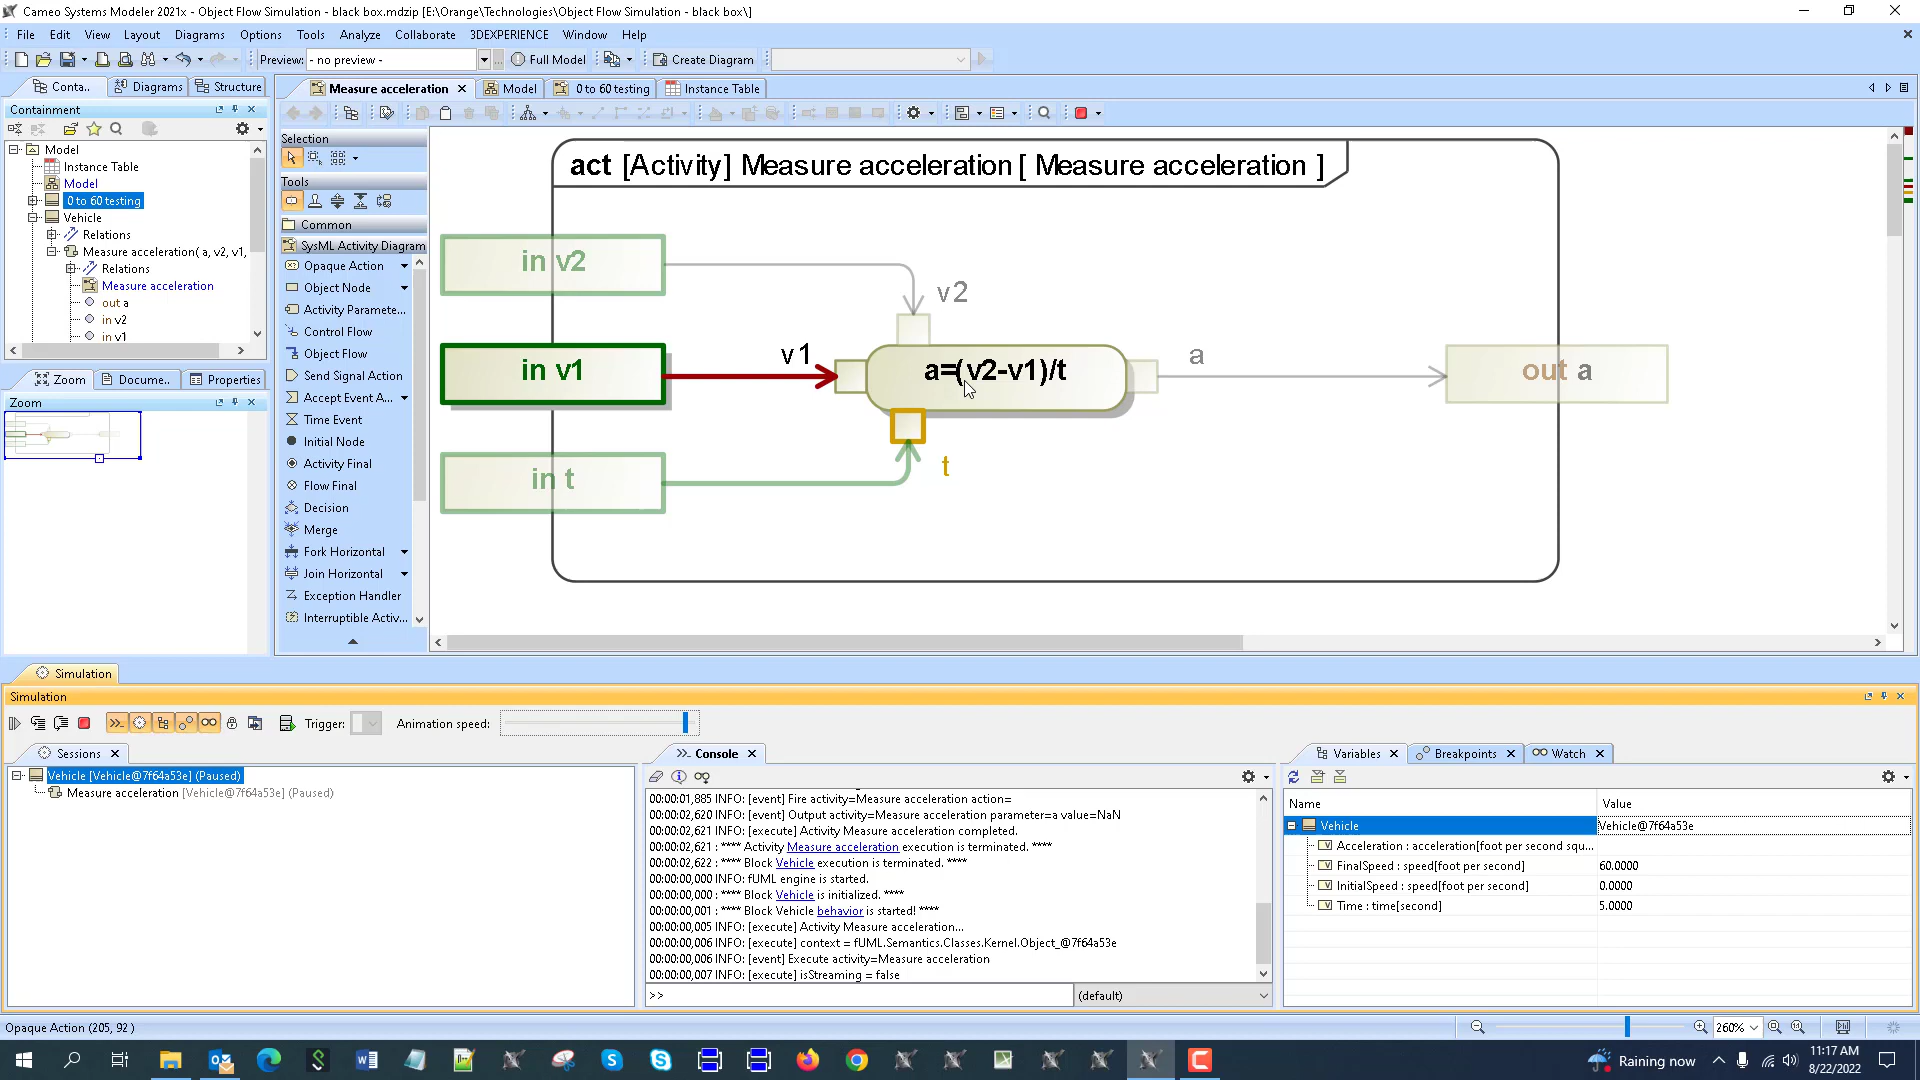 Cameo Systems Modeler 2021x - Object Flow Simulation - black box.mdzip [E:\Orange\Technologies\Object Flow Simulation - black box\]
File Edit View Layout Diagrams Options Tools Analyze Collaborate 3DEXPERIENCE Window Help
Preview: - no preview - Full Model Create Diagram
Conta.. Diagrams Structure
Measure acceleration Model 0 to 60 testing Instance Table
Containment
Model
Instance Table
Model
0 to 60 testing
Vehicle
Relations
Measure acceleration( a, v2, v1,
Relations
Measure acceleration
out a
in v2
in v1
Zoom Docume.. Properties
Zoom
Selection
Tools
Common
SysML Activity Diagram
Opaque Action
Object Node
Activity Paramete...
Control Flow
Object Flow
Send Signal Action
Accept Event A...
Time Event
Initial Node
Activity Final
Flow Final
Decision
Merge
Fork Horizontal
Join Horizontal
Exception Handler
Interruptible Activ...
act [Activity] Measure acceleration [ Measure acceleration ]
in v2
v2
in v1
v1
a=(v2-v1)/t
a
out a
in t
t
Simulation
Simulation
Trigger: Animation speed:
Sessions
Vehicle [Vehicle@7f64a53e] (Paused)
Measure acceleration [Vehicle@7f64a53e] (Paused)
Console
00:00:01,885 INFO: [event] Fire activity=Measure acceleration action=
00:00:02,620 INFO: [event] Output activity=Measure acceleration parameter=a value=NaN
00:00:02,621 INFO: [execute] Activity Measure acceleration completed.
00:00:02,621 : **** Activity Measure acceleration execution is terminated. ****
00:00:02,622 : **** Block Vehicle execution is terminated. ****
00:00:00,000 INFO: fUML engine is started.
00:00:00,000 : **** Block Vehicle is initialized. ****
00:00:00,001 : **** Block Vehicle behavior is started! ****
00:00:00,005 INFO: [execute] Activity Measure acceleration...
00:00:00,006 INFO: [execute] context = fUML.Semantics.Classes.Kernel.Object_@7f64a53e
00:00:00,006 INFO: [event] Execute activity=Measure acceleration
00:00:00,007 INFO: [execute] isStreaming = false
>> (default)
Variables Breakpoints Watch
Name Value
Vehicle Vehicle@7f64a53e
Acceleration : acceleration[foot per second squ...
FinalSpeed : speed[foot per second] 60.0000
InitialSpeed : speed[foot per second] 0.0000
Time : time[second] 5.0000
Opaque Action (205, 92 )
260%
Raining now
11:17 AM
8/22/2022